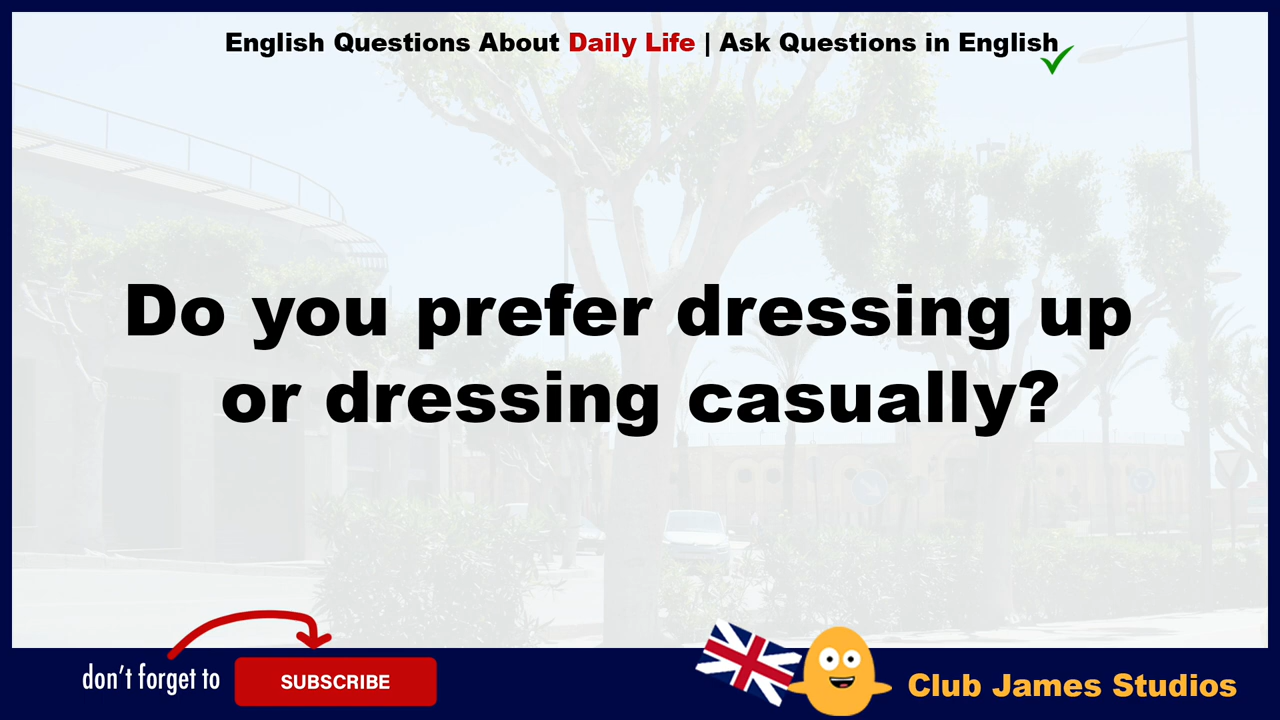 English Questions About Daily Life | Ask Questions in English
Do you prefer dressing up
or dressing casually?
don't forget to
SUBSCRIBE
Club James Studios